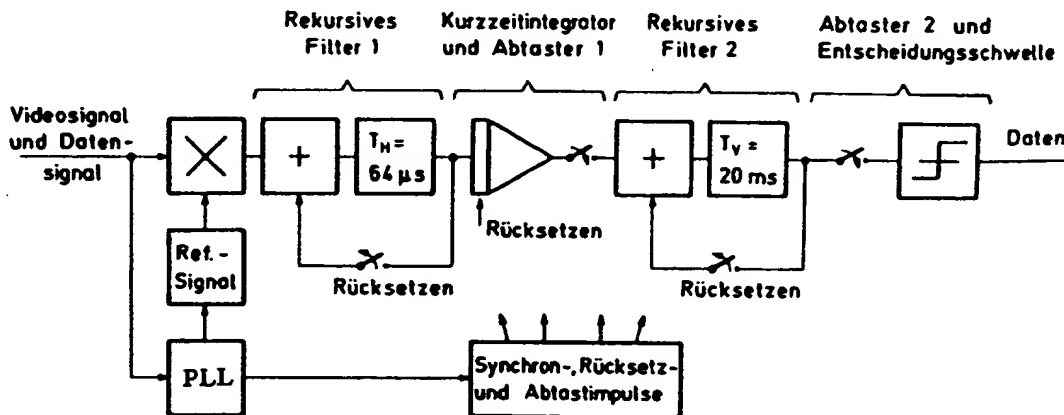 Rekursives
Filter 1
Kurzzeitintegrator
und Abtaster 1
Rekursives
Filter 2
Abtaster 2 und
Entscheidungsschwelle
Videosignal
und Daten-
signal
+
T_H =
64 µs
+
T_V =
20 ms
Daten
Rücksetzen
Ref.-
Signal
Rücksetzen
Rücksetzen
PLL
Synchron-, Rücksetz-
und Abtastimpulse